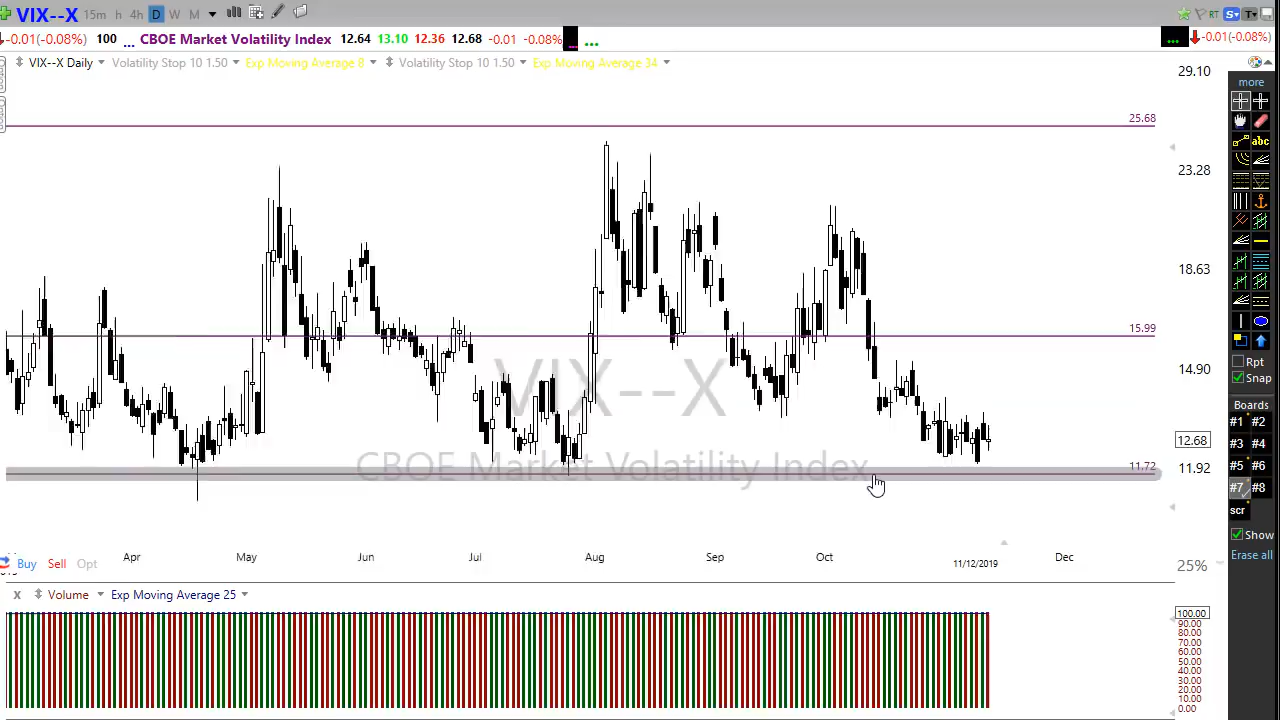 VIX--X 15m h 4h D W M RT S T
-0.01(-0.08%) 100 ... CBOE Market Volatility Index 12.64 13.10 12.36 12.68 -0.01 -0.08% ... ... ... -0.01(-0.08%)
VIX--X Daily Volatility Stop 10 1.50 Exp Moving Average 8 Volatility Stop 10 1.50 Exp Moving Average 34
29.10
more
abc
25.68
23.28
18.63
15.99
Rpt
14.90
Snap
VIX--X
Boards
#1 #2
12.68
#3 #4
CBOE Market Volatility Index
11.72
11.92
#5 #6
#7 #8
scr
Show
Apr May Jun Jul Aug Sep Oct 11/12/2019 Dec
Erase all
Buy Sell Opt
25%
X Volume Exp Moving Average 25
100.00
90.00
80.00
70.00
60.00
50.00
40.00
30.00
20.00
10.00
0.00